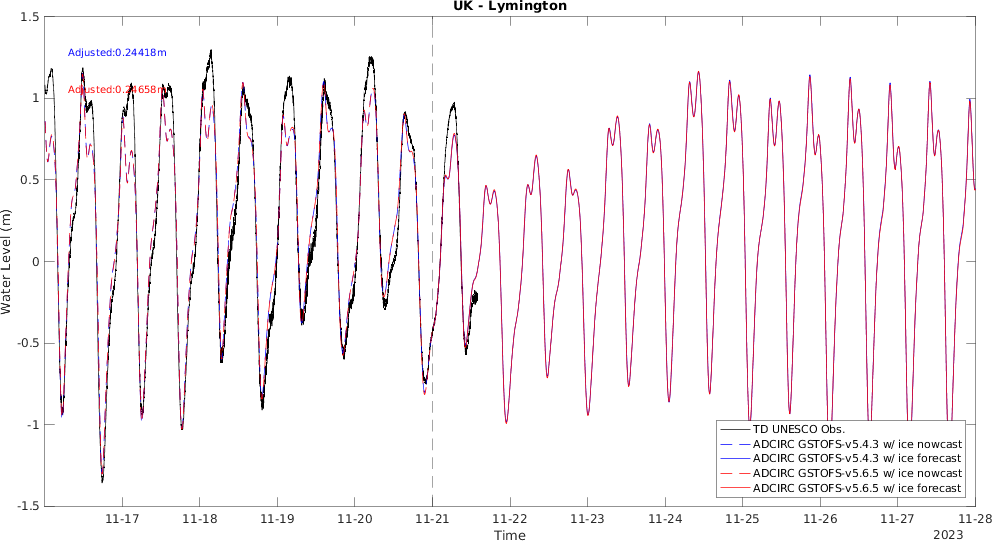 UK - Lymington
1.5
1
0.5
0
-0.5
-1
-1.5
Water Level (m)
Adjusted:0.24418m
Adjusted:0.24658m
TD UNESCO Obs.
ADCIRC GSTOFS-v5.4.3 w/ ice nowcast
ADCIRC GSTOFS-v5.4.3 w/ ice forecast
ADCIRC GSTOFS-v5.6.5 w/ ice nowcast
ADCIRC GSTOFS-v5.6.5 w/ ice forecast
11-17 11-18 11-19 11-20 11-21 11-22 11-23 11-24 11-25 11-26 11-27 11-28
Time
2023